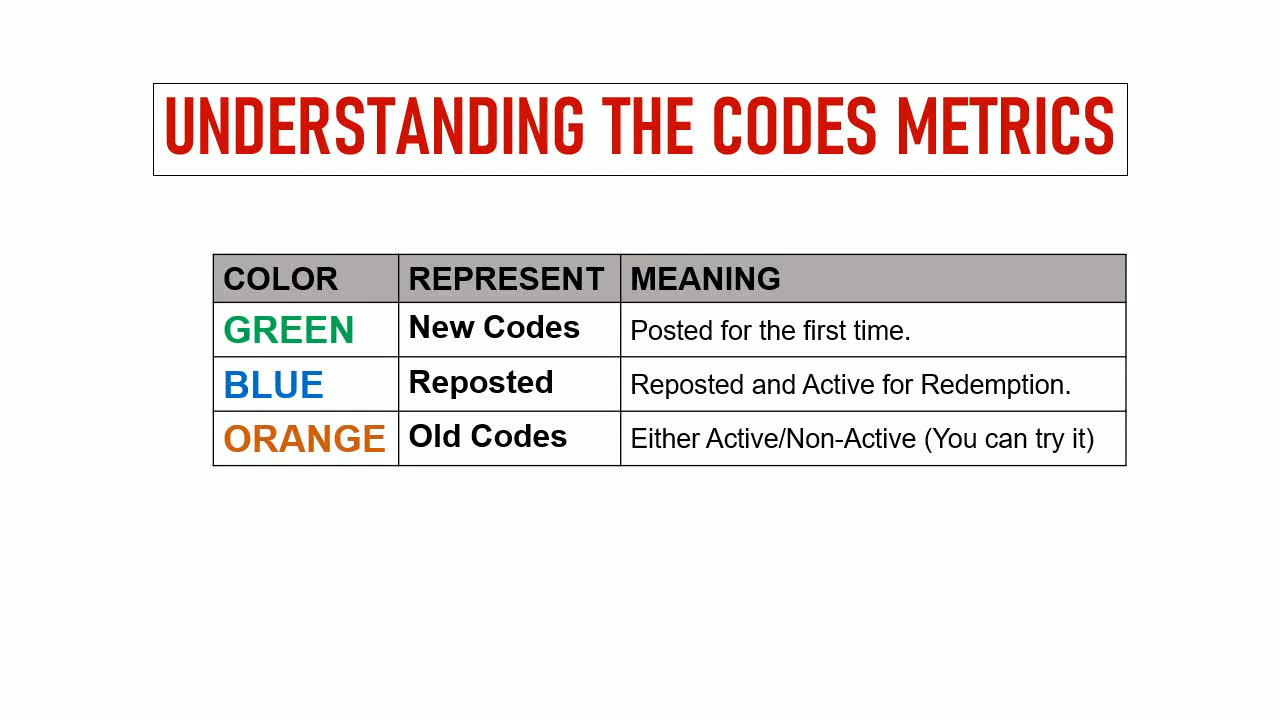 UNDERSTANDING THE CODES METRICS
COLOR REPRESENT MEANING
GREEN New Codes Posted for the first time.
BLUE Reposted Reposted and Active for Redemption.
ORANGE Old Codes Either Active/Non-Active (You can try it)